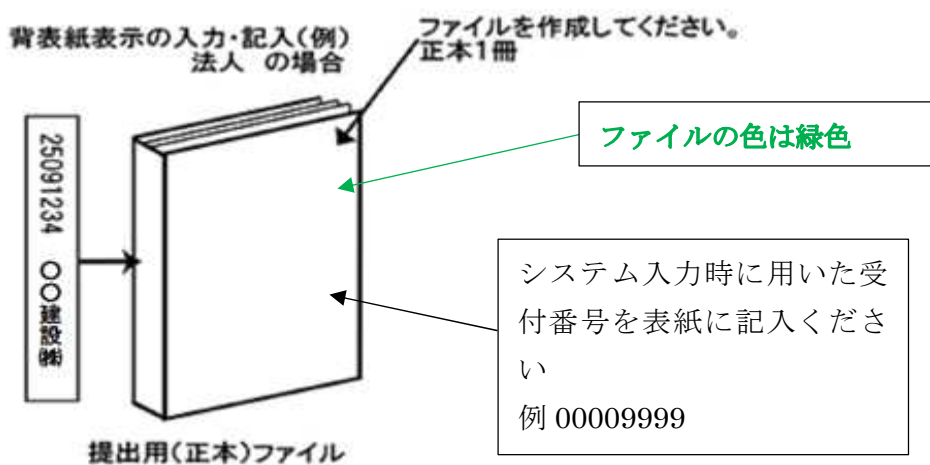 背表紙表示の入力・記入(例)
法人 の場合
ファイルを作成してください。
正本1冊
ファイルの色は緑色
25091234 〇〇建設㈱
システム入力時に用いた受
付番号を表紙に記入くださ
い
例 00009999
提出用(正本)ファイル